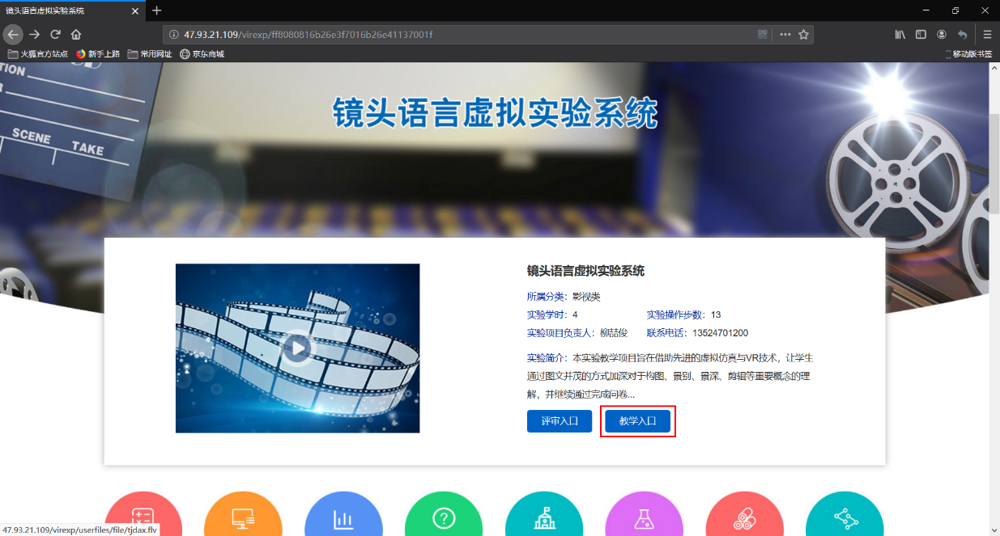 镜头语言虚拟实验系统
47.93.21.109/virexp/ff8080816b26e3f7016b26e41137001f
火狐官方站点
新手上路
常用网址
京东商城
移动版书签
TION
SCENE
TAKE
镜头语言虚拟实验系统
镜头语言虚拟实验系统
所属分类：影视类
实验学时：4 实验操作步数：13
实验项目负责人：柳喆俊 联系电话：13524701200
实验简介：本实验教学项目旨在借助先进的虚拟仿真与VR技术，让学生
通过图文并茂的方式加深对于构图、景别、景深、剪辑等重要概念的理
解，并继续通过完成问卷...
评审入口 教学入口
47.93.21.109/virexp/userfiles/file/tjdax.flv